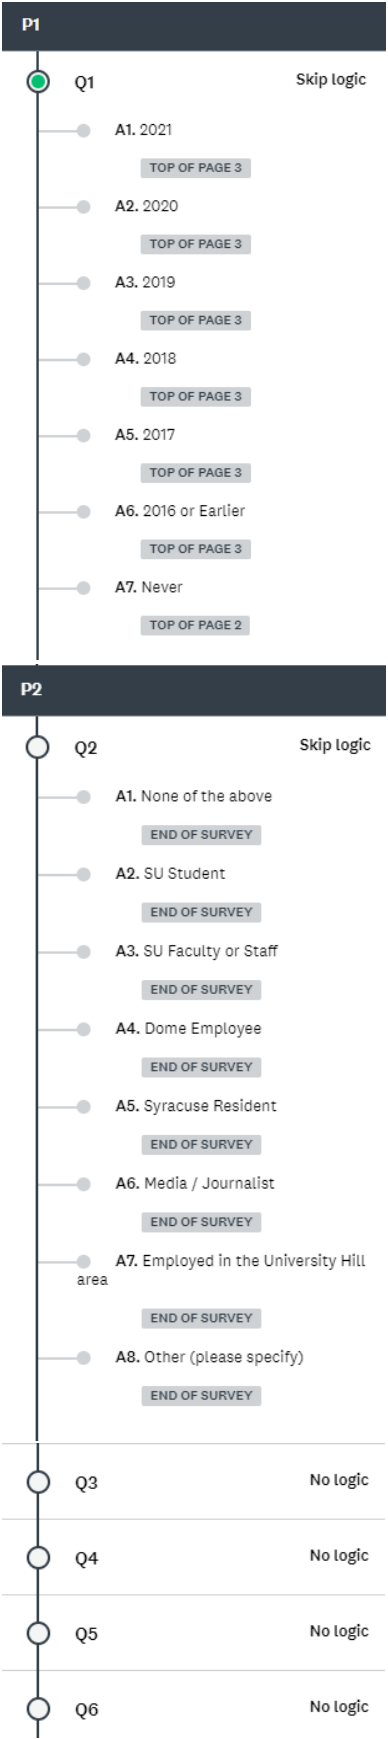 P1
Q1 Skip logic
A1. 2021
TOP OF PAGE 3
A2. 2020
TOP OF PAGE 3
A3. 2019
TOP OF PAGE 3
A4. 2018
TOP OF PAGE 3
A5. 2017
TOP OF PAGE 3
A6. 2016 or Earlier
TOP OF PAGE 3
A7. Never
TOP OF PAGE 2
P2
Q2 Skip logic
A1. None of the above
END OF SURVEY
A2. SU Student
END OF SURVEY
A3. SU Faculty or Staff
END OF SURVEY
A4. Dome Employee
END OF SURVEY
A5. Syracuse Resident
END OF SURVEY
A6. Media / Journalist
END OF SURVEY
A7. Employed in the University Hill
area
END OF SURVEY
A8. Other (please specify)
END OF SURVEY
Q3 No logic
Q4 No logic
Q5 No logic
Q6 No logic